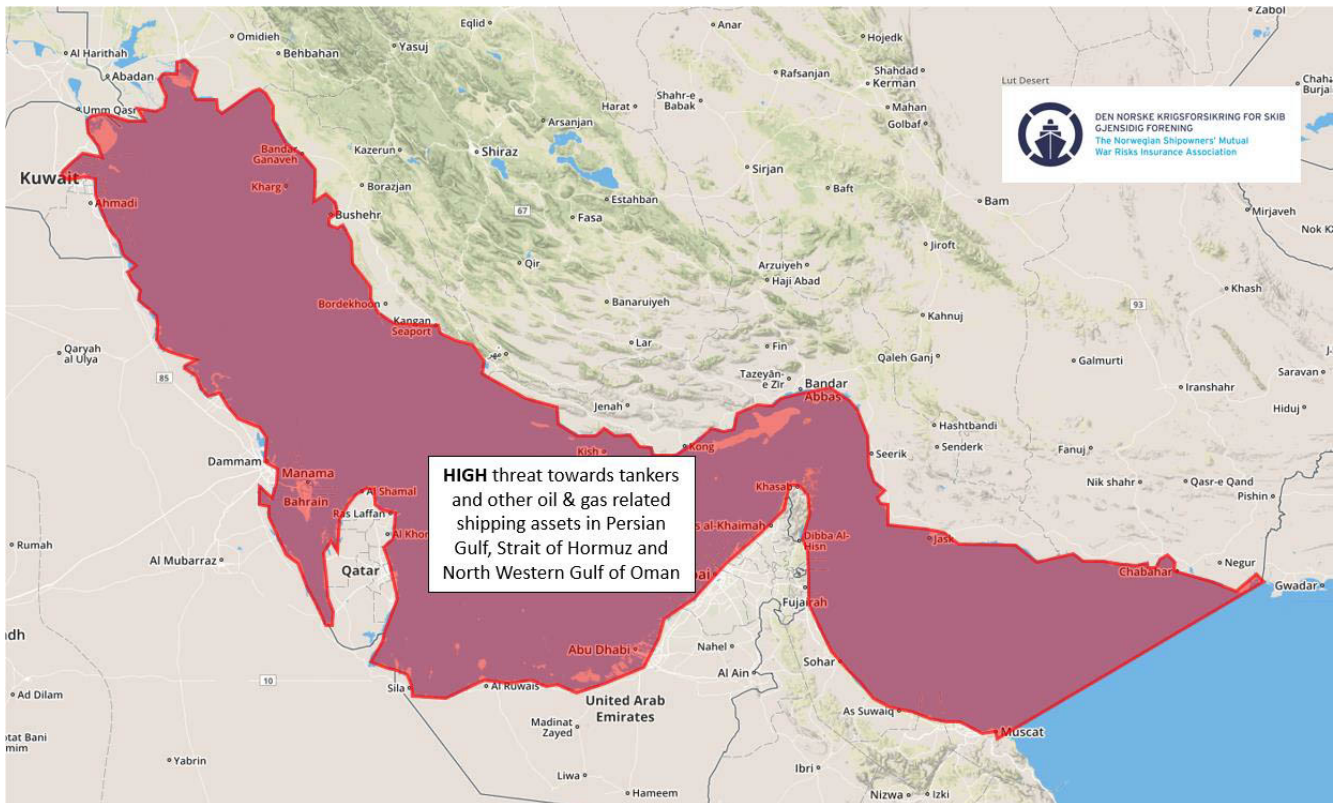 Zabol
Eqlid
Anar
Hojedk
Omidieh
Behbahan
Yasuj
Al Harithah
Abadan
Rafsanjan
Shahdad
Kerman
Lut Desert
Shahr-e
Babak
Harat
Mahan
Golbaf
Umm Qasr
Arsanjan
DEN NORSKE KRIGSFORSIKRING FOR SKIB
GJENSIDIG FORENING
The Norwegian Shipowners' Mutual
War Risks Insurance Association
Bandar
Ganaveh
Kazerun
Shiraz
Sirjan
Kuwait
Kharg
Borazjan
Estahban
Baft
Bam
Ahmadi
Bushehr
67
Fasa
Mirjaveh
Jiroft
Qir
Arzuiyeh
Haji Abad
Khash
Bordekhoon
Banaruiyeh
93
Kahnuj
Kangan
Seaport
مهر
Lar
Fin
Qaleh Ganj
Galmurti
Qaryah
al Ulya
85
Tazeyān-
e Zir
Bandar
Abbas
Iranshahr
Saravan
Jenah
Hiduj
Hashtbandi
Kong
Senderk
Fanuj
Kish
Seerik
Dammam
Manama
Bahrain
HIGH threat towards tankers
and other oil & gas related
shipping assets in Persian
Gulf, Strait of Hormuz and
North Western Gulf of Oman
Khasab
Nik shahr
Qasr-e Qand
Pishin
Al Shamal
Ras Laffan
al-Khaimah
Al Khor
Dibba Al-
Hisn
Jask
Rumah
Al Mubarraz
Qatar
Chabahar
Negur
Gwadar
Fujairah
Abu Dhabi
Nahel
Al Ain
Sohar
10
Sila
Al Ruwais
United Arab
Emirates
Ad Dilam
As Suwaiq
Madinat
Zayed
Muscat
Yabrin
Liwa
Ibri
Hameem
Nizwa
Izki